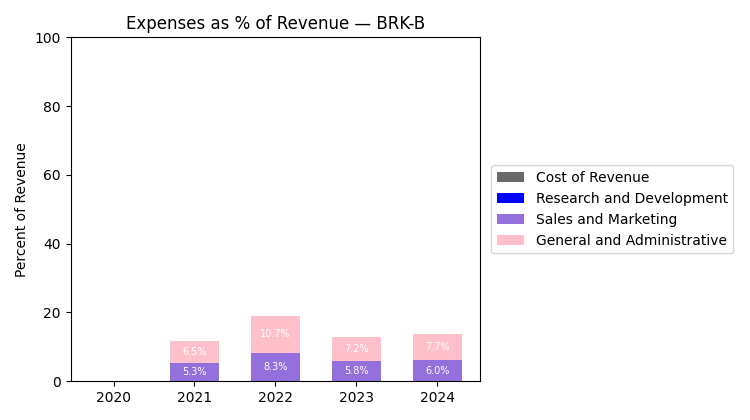 Expenses as % of Revenue — BRK-B
100
80
60
40
20
0
Percent of Revenue
6.5%
5.3%
10.7%
8.3%
7.2%
5.8%
7.7%
6.0%
2020 2021 2022 2023 2024
Cost of Revenue
Research and Development
Sales and Marketing
General and Administrative